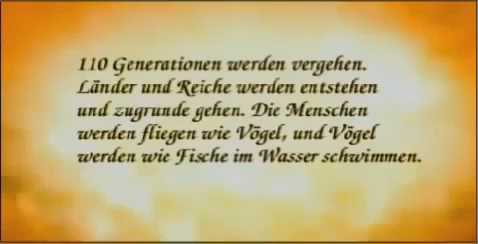 110 Generationen werden vergehen.
Länder und Reiche werden entstehen
und zugrunde gehen. Die Menschen
werden fliegen wie Vögel, und Vögel
werden wie Fische im Wasser schwimmen.